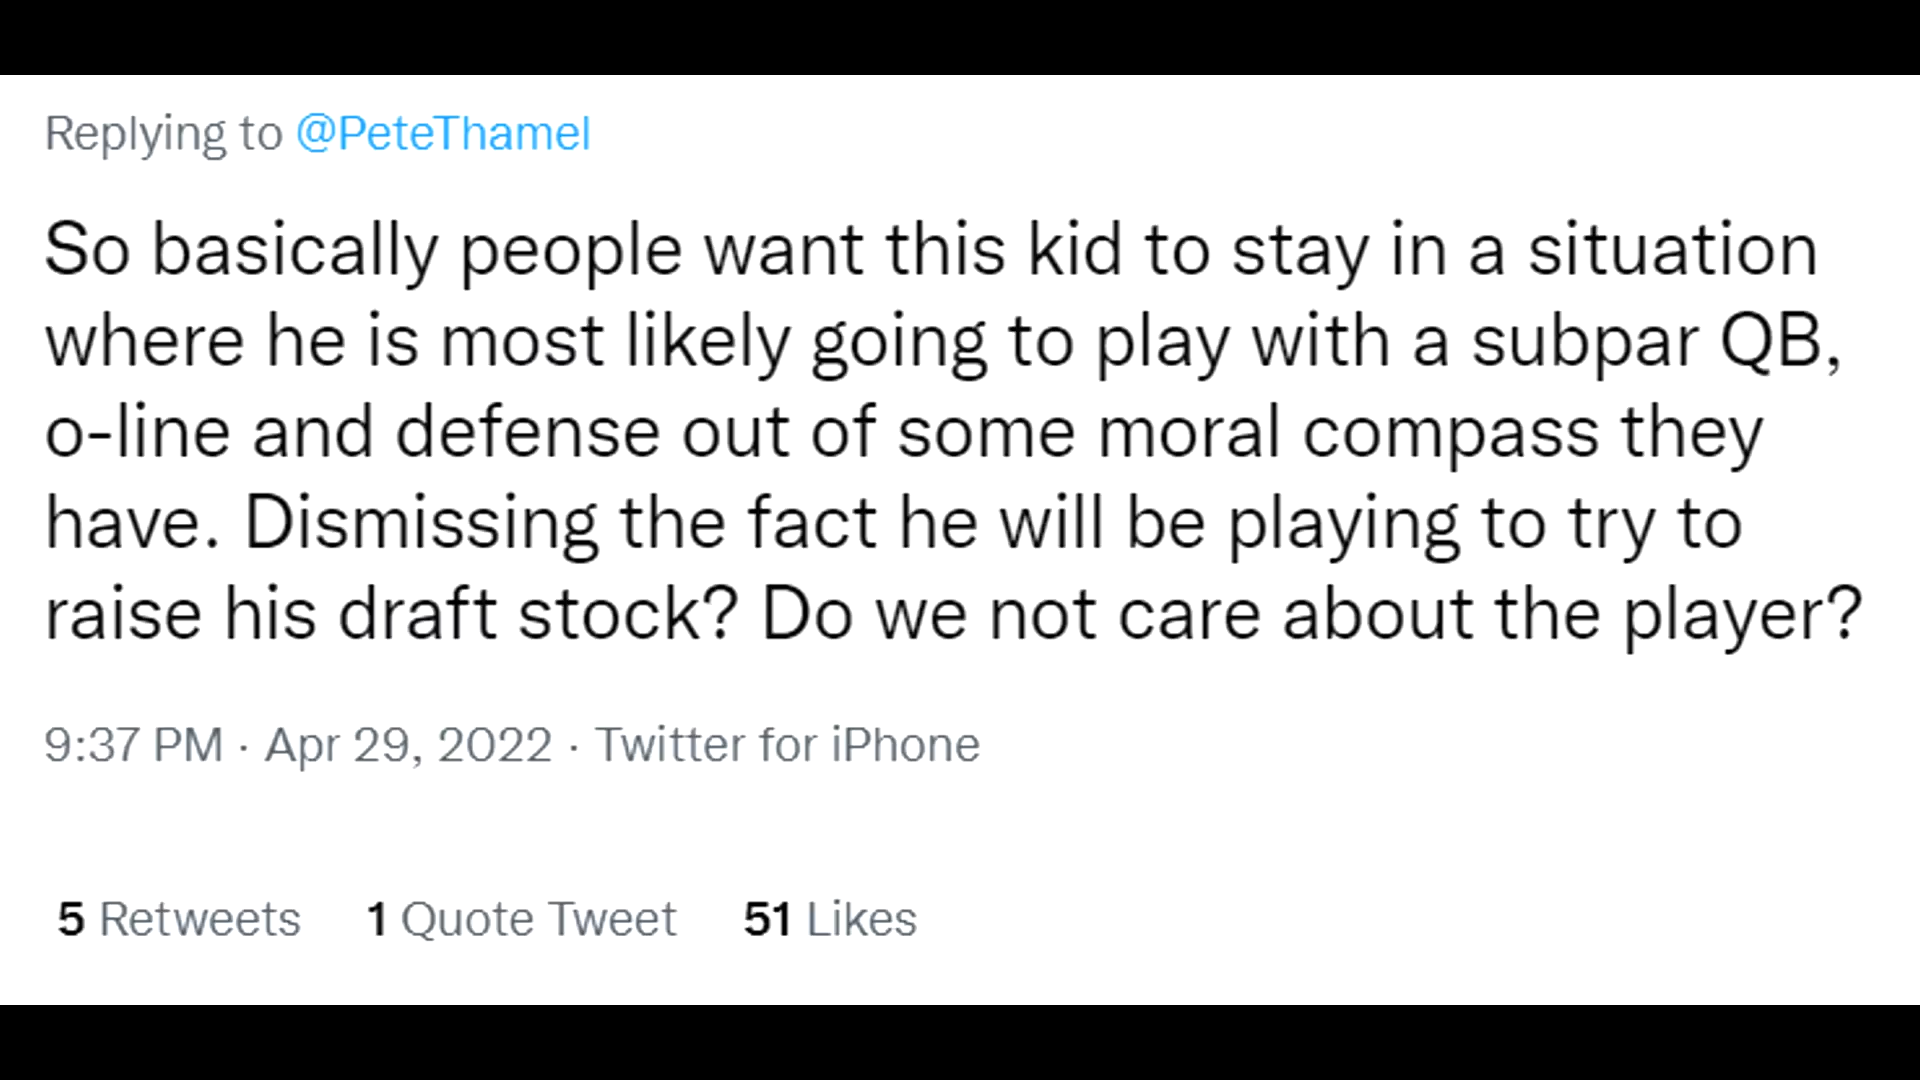 Replying to @PeteThamel
So basically people want this kid to stay in a situation
where he is most likely going to play with a subpar QB,
o-line and defense out of some moral compass they
have. Dismissing the fact he will be playing to try to
raise his draft stock? Do we not care about the player?
9:37 PM · Apr 29, 2022 · Twitter for iPhone
5 Retweets 1 Quote Tweet 51 Likes